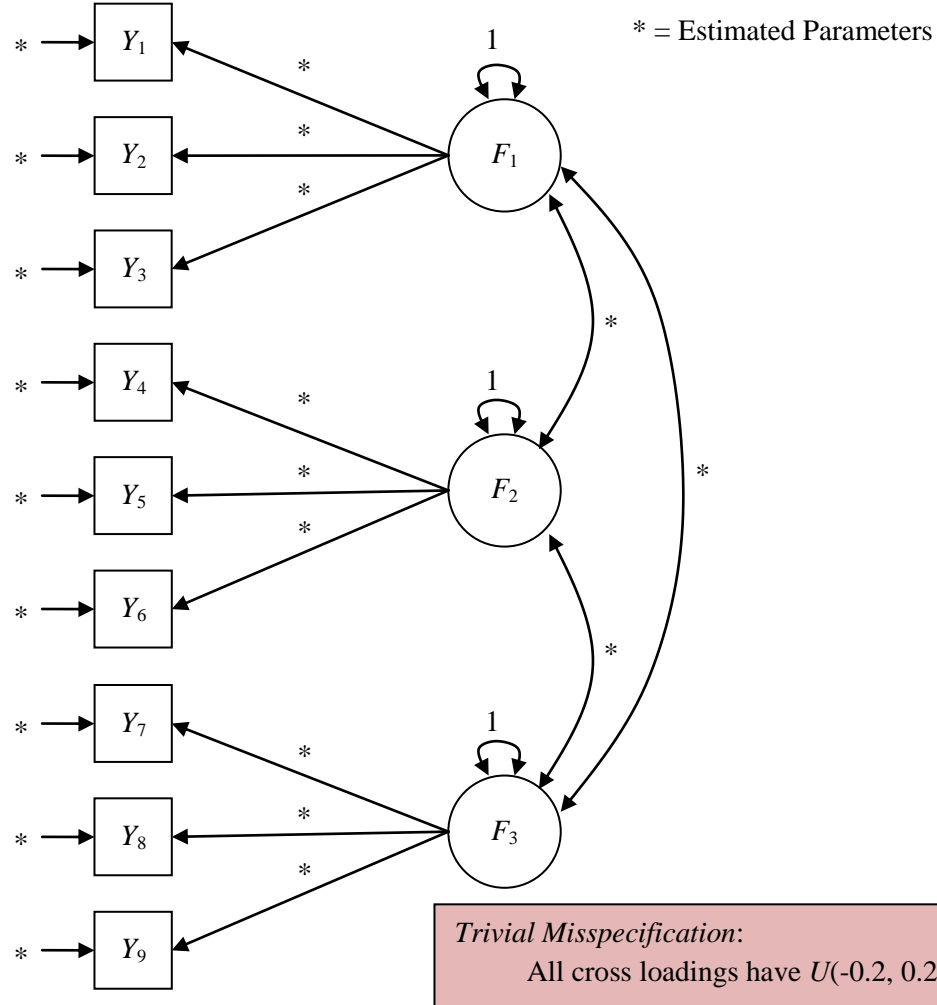 * = Estimated Parameters
1
* Y₁
*
* Y₂
*
F₁
* Y₃
*
*
* Y₄
*
1
* Y₅
*
F₂
*
* Y₆
*
*
* Y₇
*
1
* Y₈
*
F₃
* Y₉
*
Trivial Misspecification:
All cross loadings have U(-0.2, 0.2